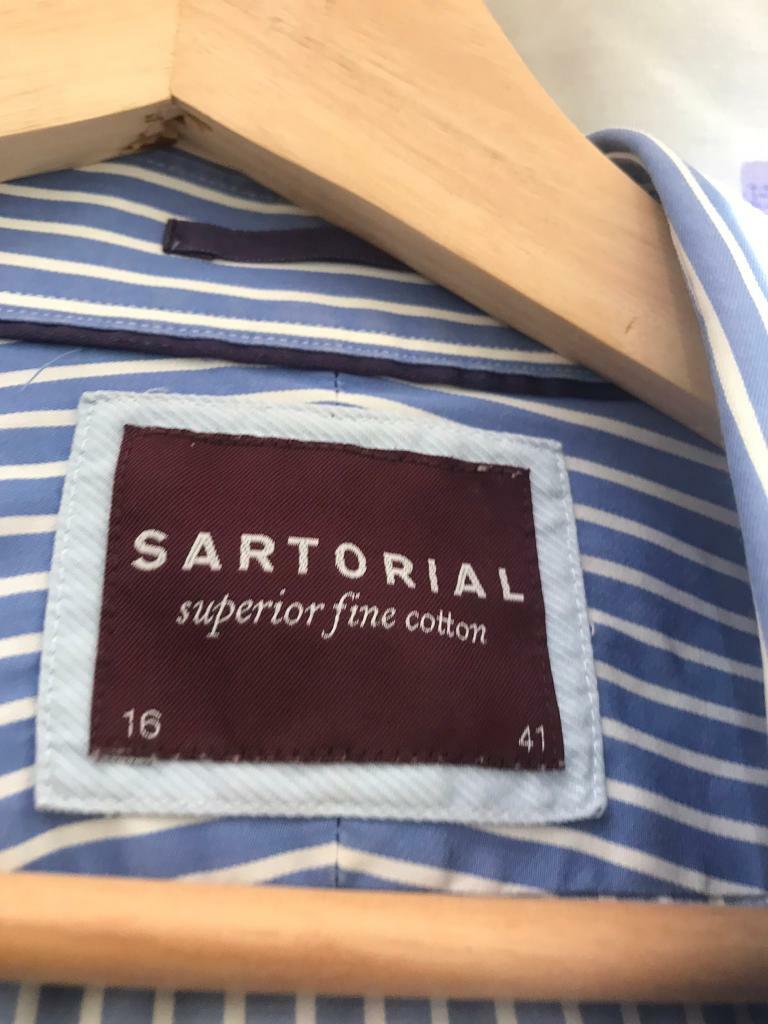 SARTORIAL
superior fine cotton
16 41